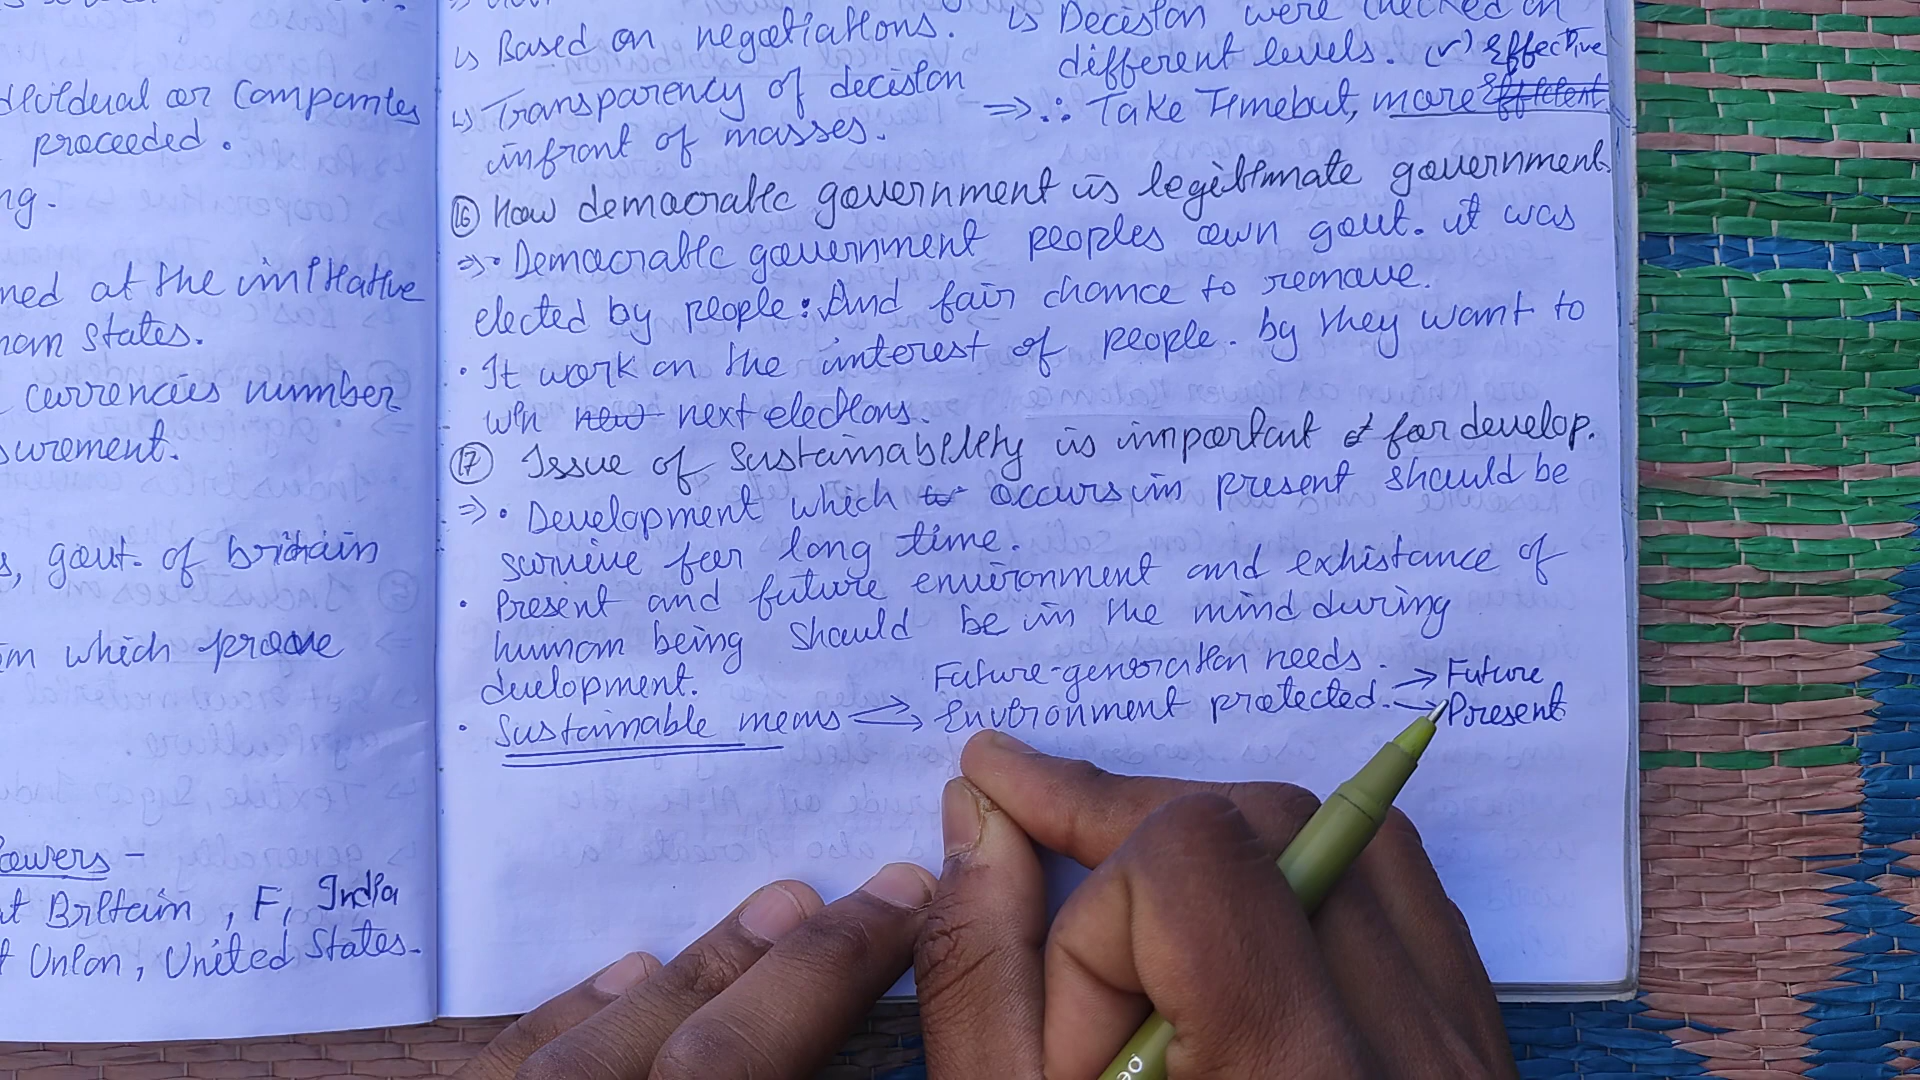 dividual or Companies
proceeded.
ng.
ned at the initiative
man states.
currencies number
surement.
s, govt. of britain
om which prove
Powers -
t Britain, F, India
t Union, United States.
↳ Based on negotiations.
↳ Transparency of decision
infront of masses.
↳ Decision were checked on
different levels. (v) Effective
=> ∴ Take Time but, more
(16) How democratic government is legitimate government.
=> • Democratic government peoples own govt. it was
elected by people. And fair chance to remove.
• It work on the interest of people. by they want to
win new next elections.
(17) Issue of Sustainability is important for develop.
=> • Development which occurs in present should be
survive for long time.
• Present and future environment and exhistance of
human being should be in the mind during
development.
• Sustainable means => Future-generation needs.
Environment protected. -> Future
-> Present